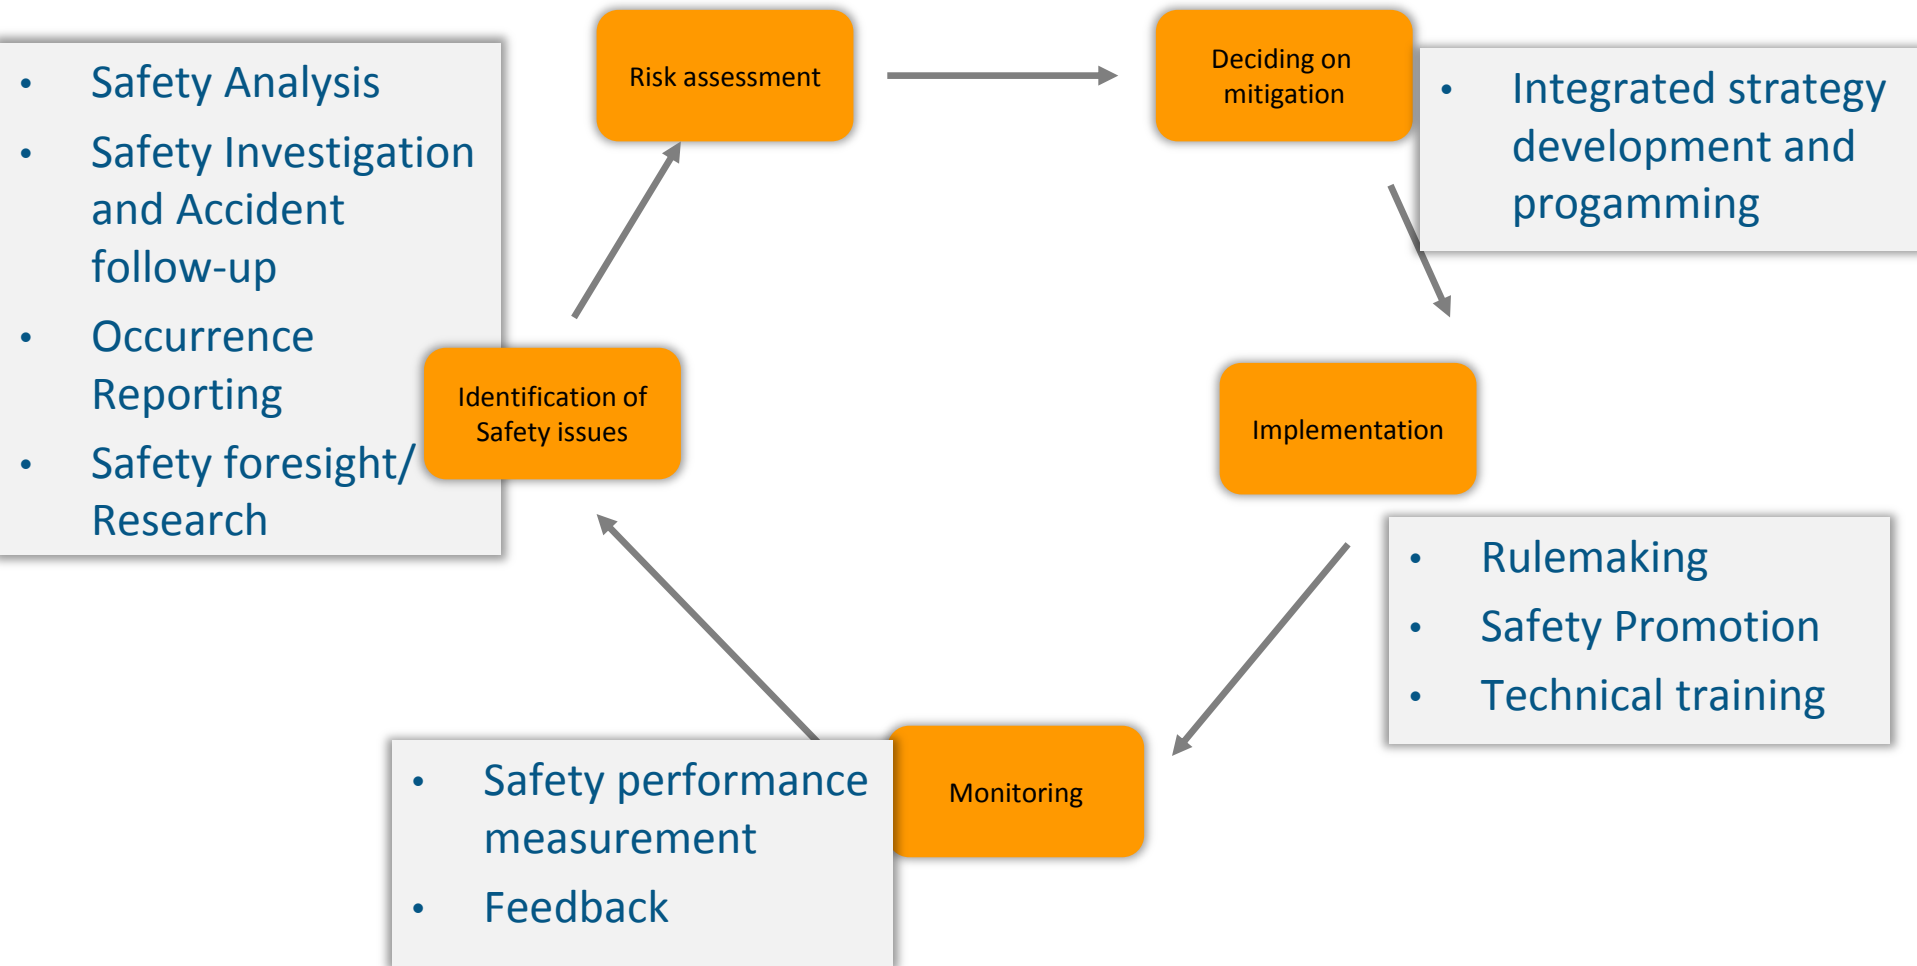 • Safety Analysis
• Safety Investigation
and Accident
follow-up
• Occurrence
Reporting
• Safety foresight/
Research
Identification of
Safety issues
Risk assessment
Deciding on
mitigation
• Integrated strategy
development and
progamming
Implementation
• Rulemaking
• Safety Promotion
• Technical training
Monitoring
• Safety performance
measurement
• Feedback